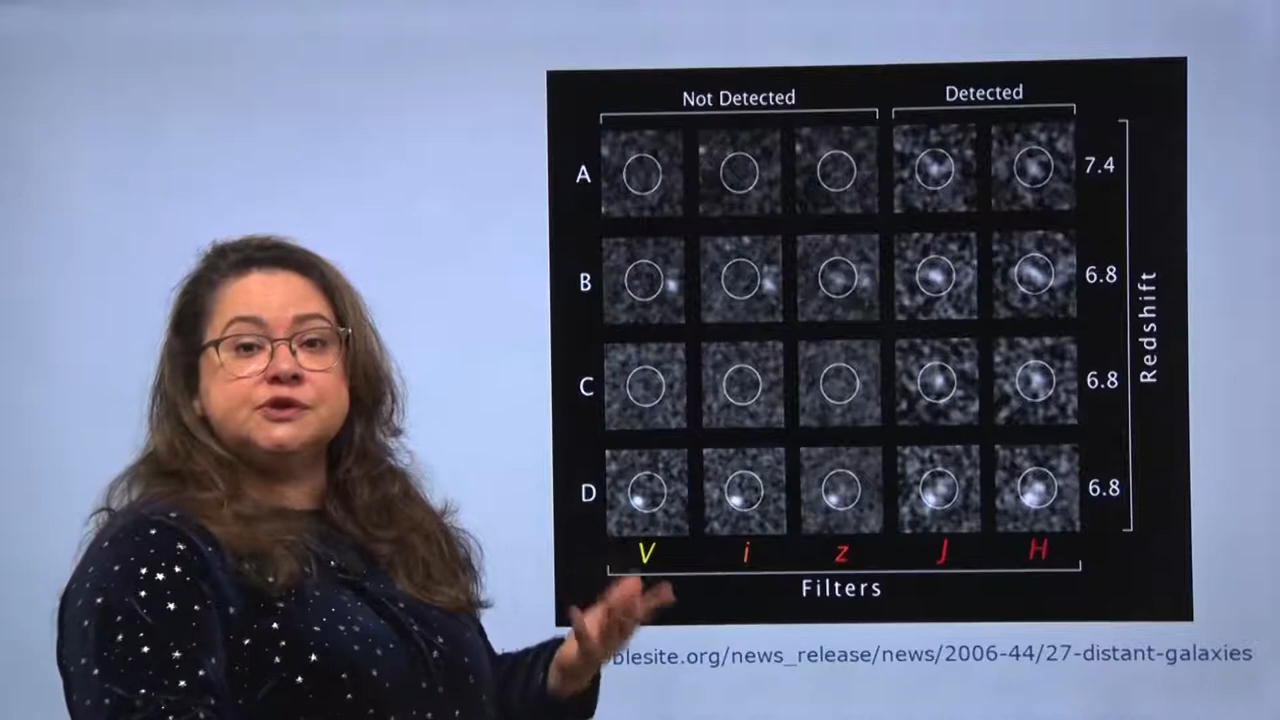 Not Detected Detected
A 7.4
B 6.8
C 6.8
D 6.8
Redshift
V i z J H
Filters
blesite.org/news_release/news/2006-44/27-distant-galaxies